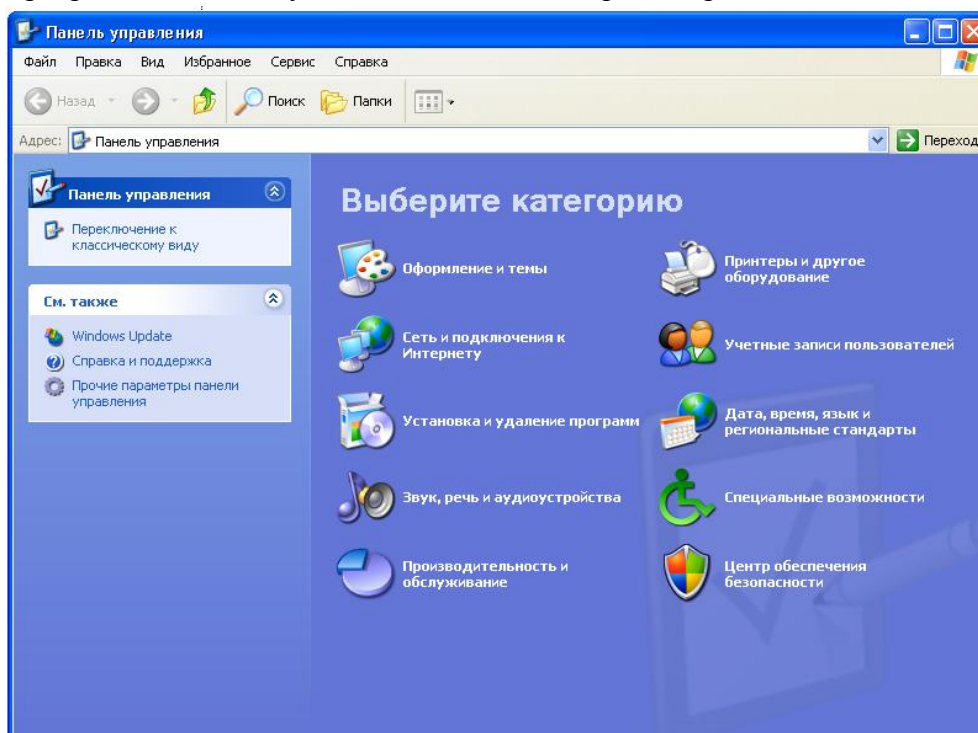 Панель управления
Файл Правка Вид Избранное Сервис Справка
Назад Поиск Папки
Адрес: Панель управления Переход
Панель управления
Переключение к
классическому виду
См. также
Windows Update
Справка и поддержка
Прочие параметры панели
управления
Выберите категорию
Оформление и темы
Принтеры и другое
оборудование
Сеть и подключения к
Интернету
Учетные записи пользователей
Установка и удаление программ
Дата, время, язык и
региональные стандарты
Звук, речь и аудиоустройства
Специальные возможности
Производительность и
обслуживание
Центр обеспечения
безопасности